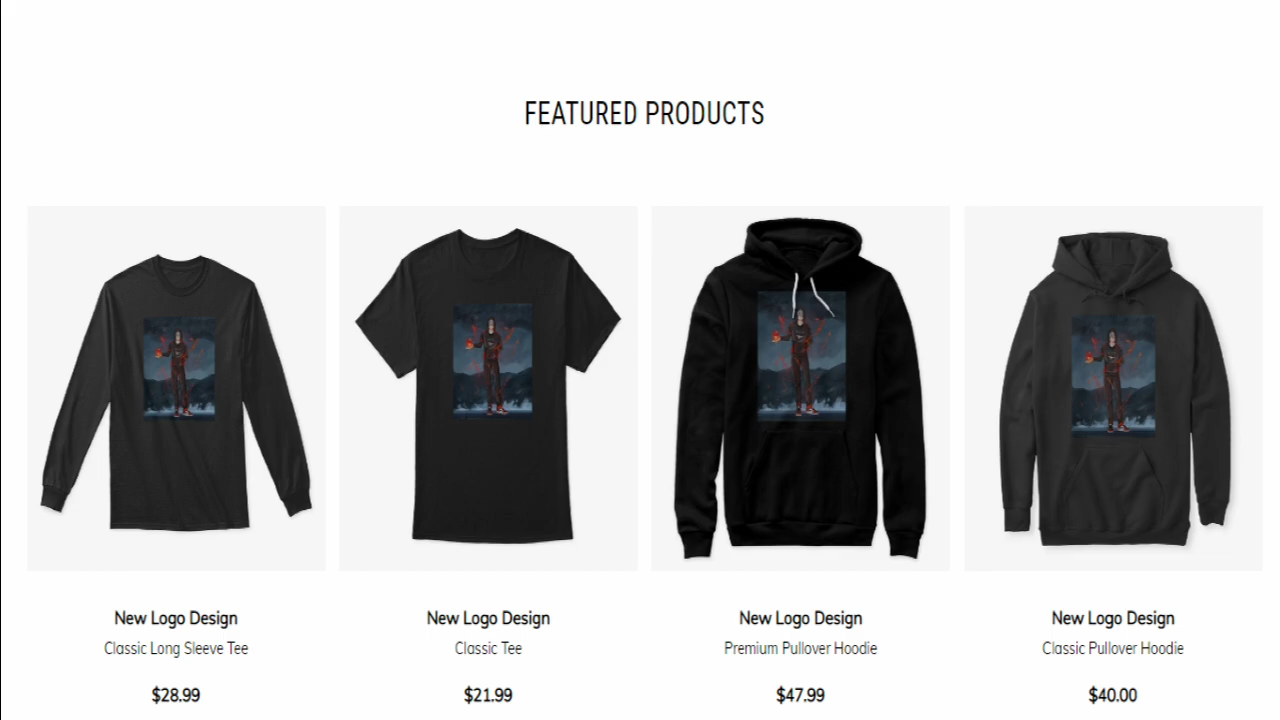 FEATURED PRODUCTS
New Logo Design
Classic Long Sleeve Tee
$28.99
New Logo Design
Classic Tee
$21.99
New Logo Design
Premium Pullover Hoodie
$47.99
New Logo Design
Classic Pullover Hoodie
$40.00